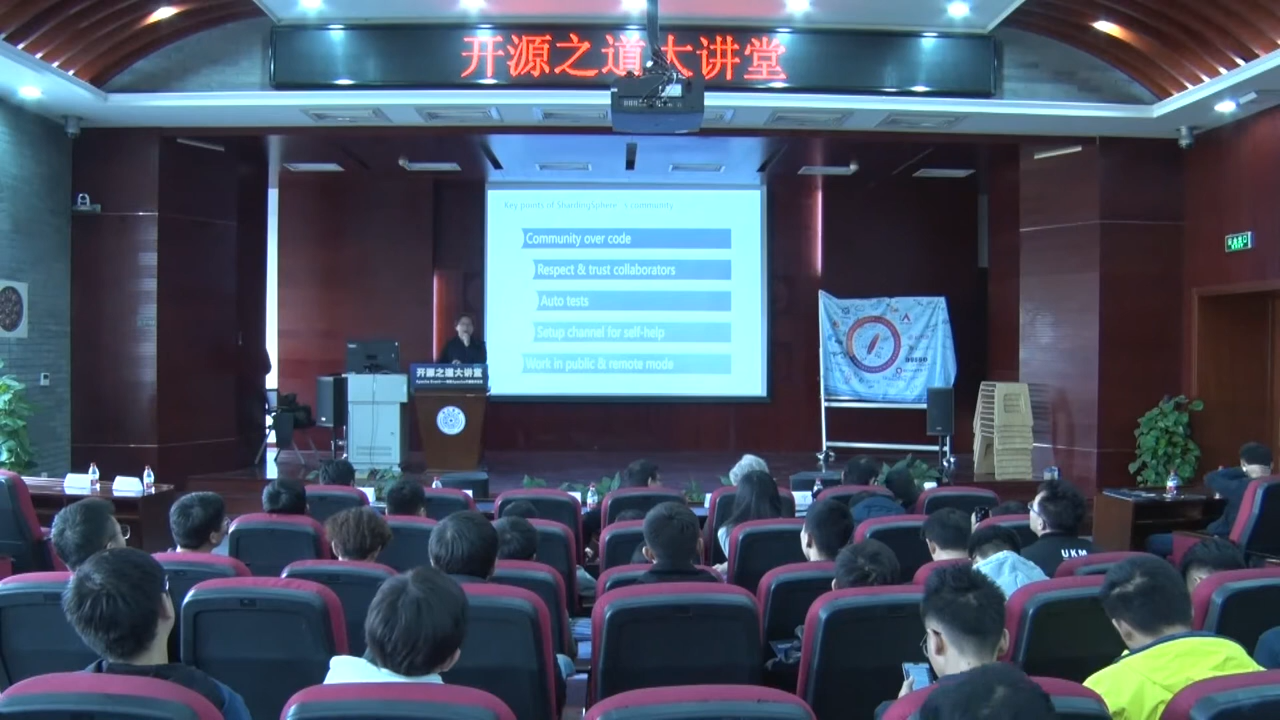 开源之道大讲堂
Key points of ShardingSphere's community
Community over code
Respect & trust collaborators
Auto tests
Setup channel for self-help
Work in public & remote mode
开源之道大讲堂
UKM